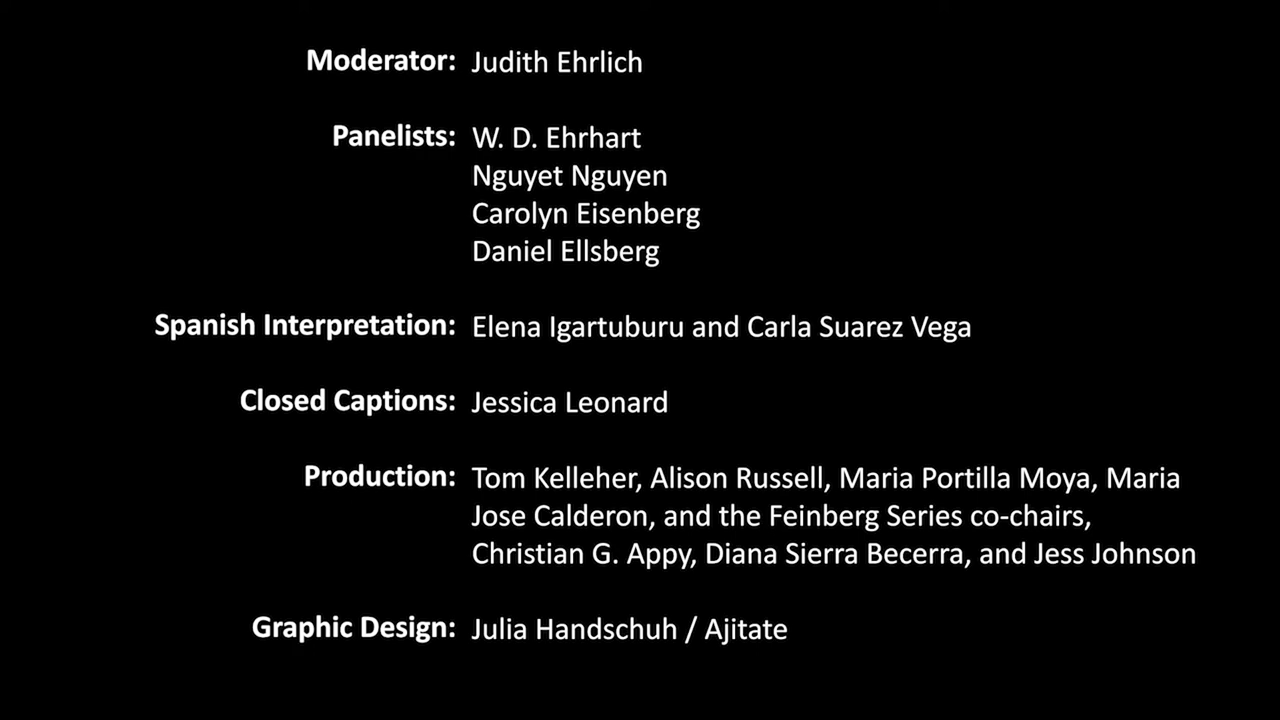 Moderator: Judith Ehrlich
Panelists: W. D. Ehrhart
Nguyet Nguyen
Carolyn Eisenberg
Daniel Ellsberg
Spanish Interpretation: Elena Igartuburu and Carla Suarez Vega
Closed Captions: Jessica Leonard
Production: Tom Kelleher, Alison Russell, Maria Portilla Moya, Maria
Jose Calderon, and the Feinberg Series co-chairs,
Christian G. Appy, Diana Sierra Becerra, and Jess Johnson
Graphic Design: Julia Handschuh / Ajitate